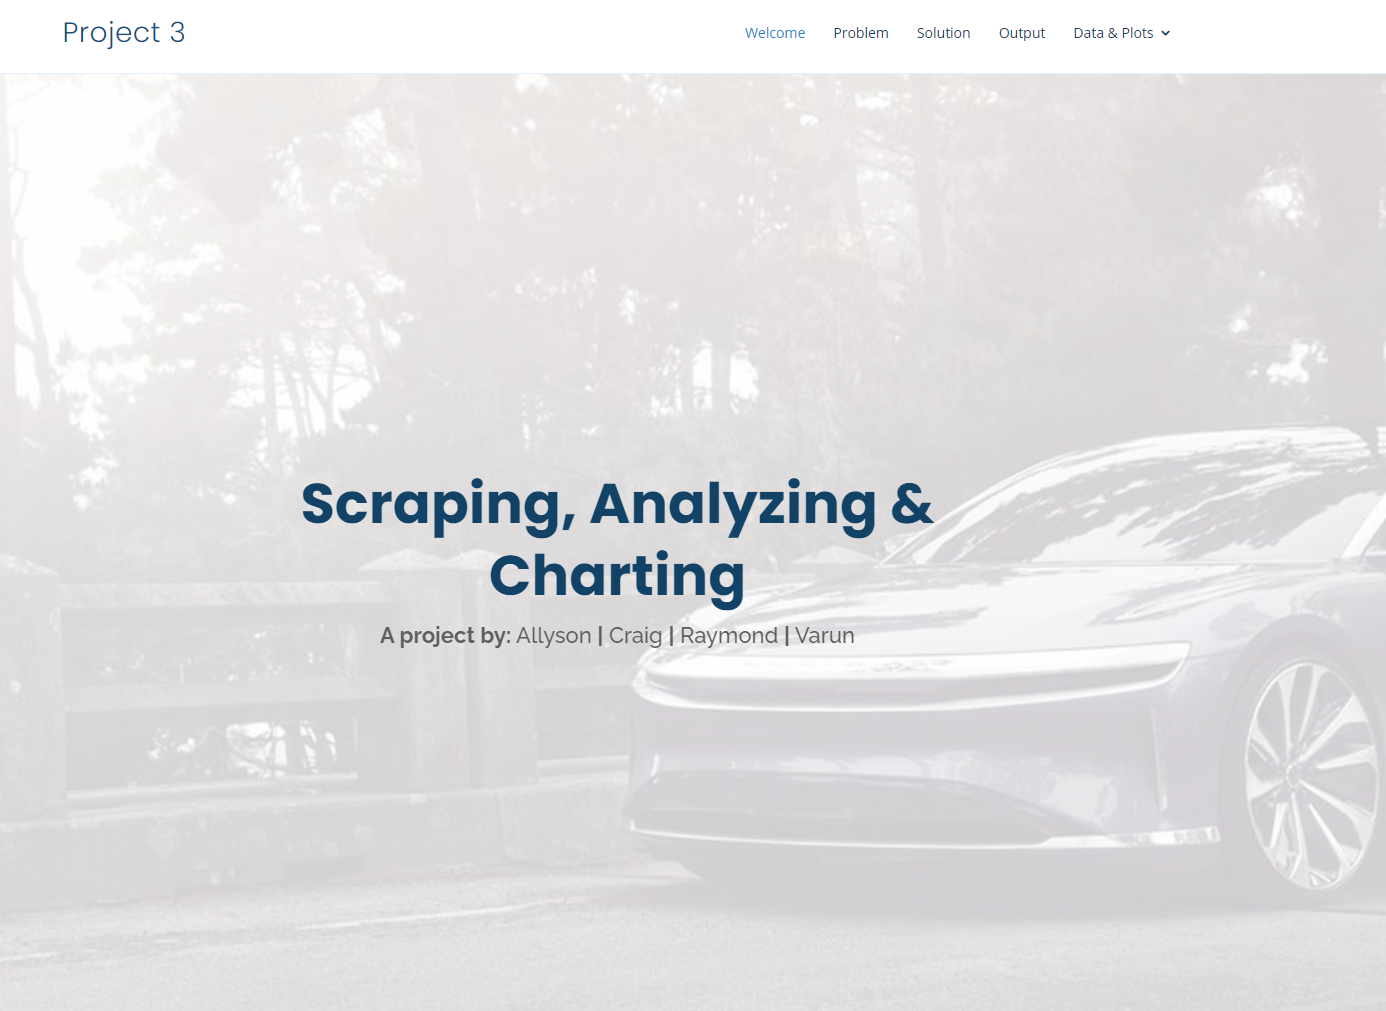 Project 3
Welcome Problem Solution Output Data & Plots
Scraping, Analyzing &
Charting
A project by: Allyson | Craig | Raymond | Varun